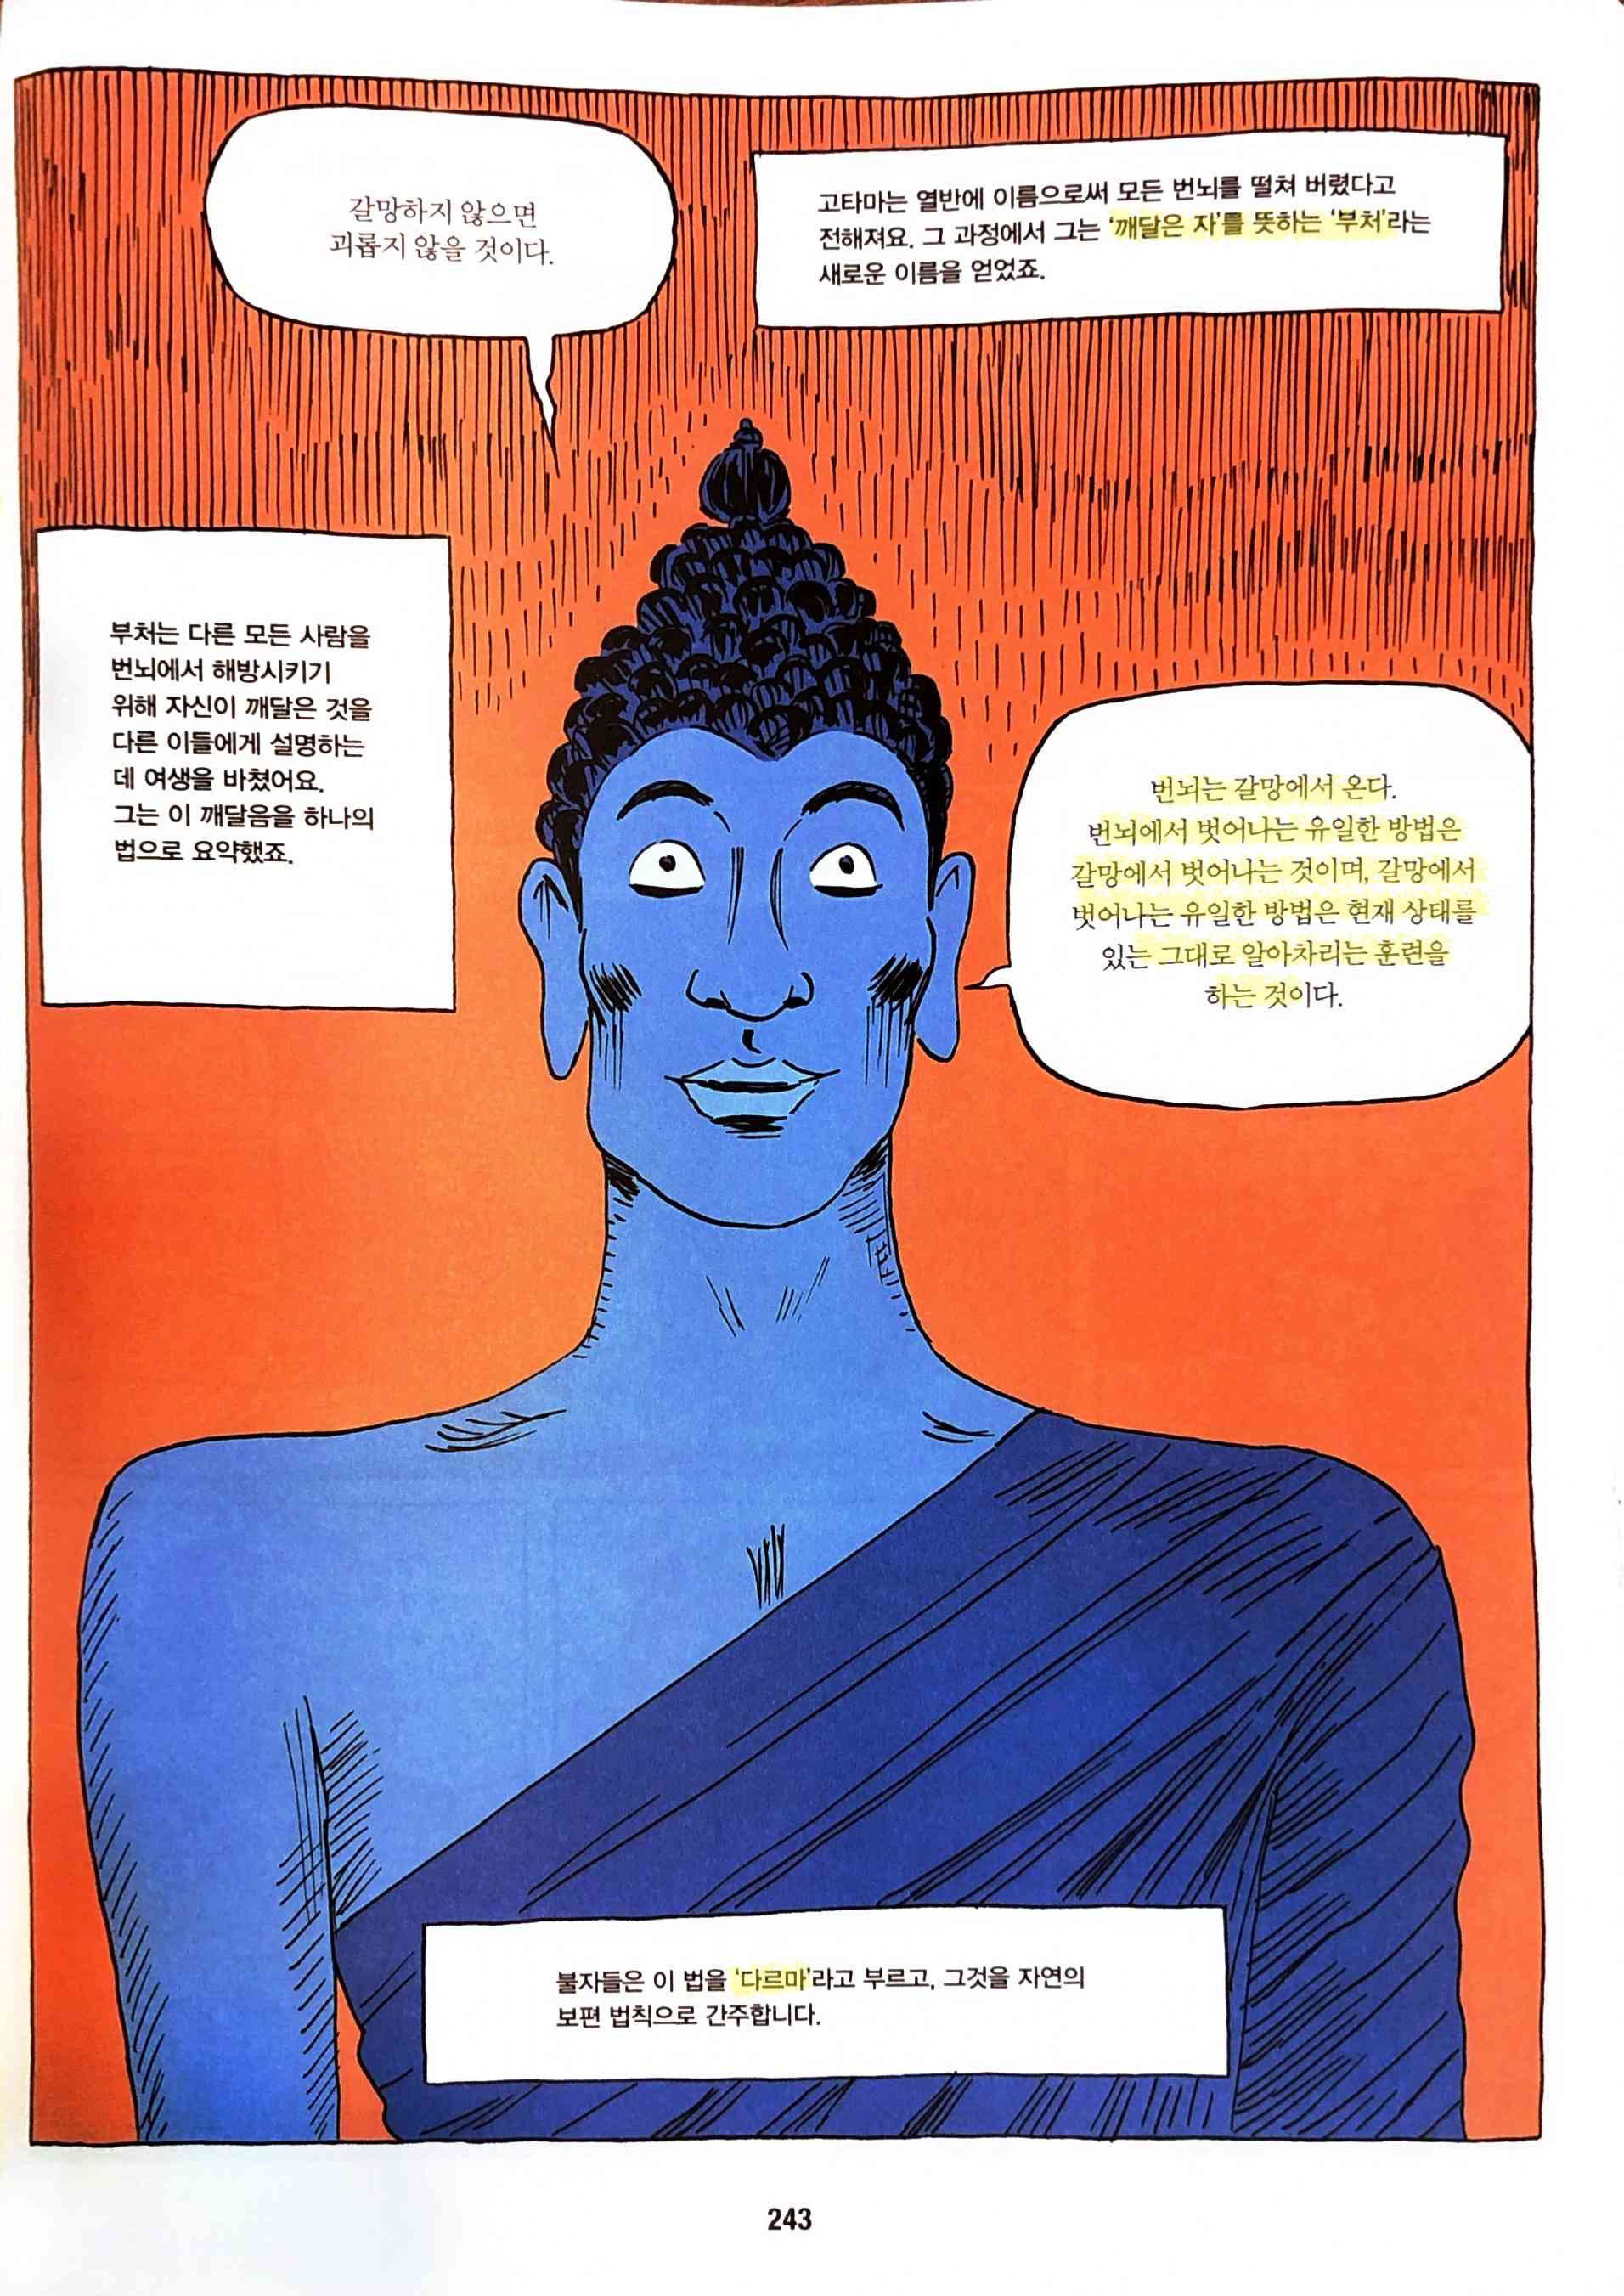 갈망하지 않으면
괴롭지 않을 것이다.
고타마는 열반에 이름으로써 모든 번뇌를 떨쳐 버렸다고
전해져요. 그 과정에서 그는 ‘깨달은 자’를 뜻하는 ‘부처’라는
새로운 이름을 얻었죠.
부처는 다른 모든 사람을
번뇌에서 해방시키기
위해 자신이 깨달은 것을
다른 이들에게 설명하는
데 여생을 바쳤어요.
그는 이 깨달음을 하나의
법으로 요약했죠.
번뇌는 갈망에서 온다.
번뇌에서 벗어나는 유일한 방법은
갈망에서 벗어나는 것이며, 갈망에서
벗어나는 유일한 방법은 현재 상태를
있는 그대로 알아차리는 훈련을
하는 것이다.
불자들은 이 법을 ‘다르마’라고 부르고, 그것을 자연의
보편 법칙으로 간주합니다.
243